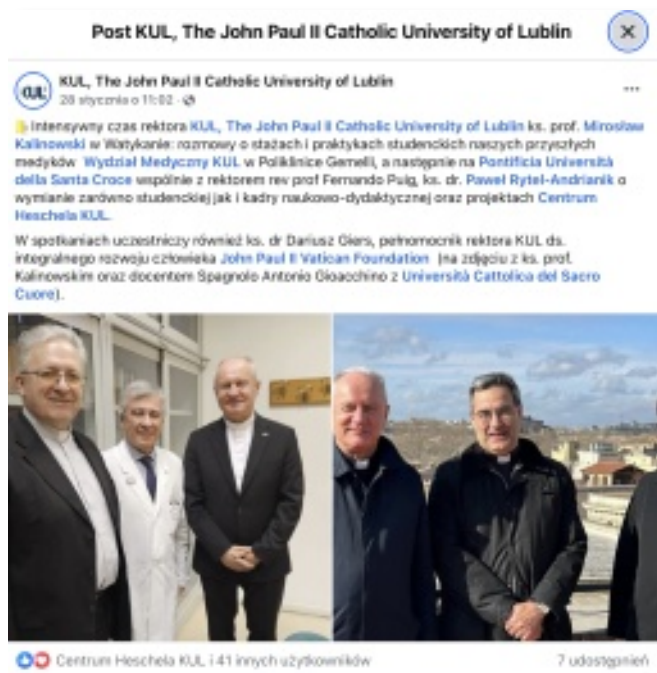 Post KUL, The John Paul II Catholic University of Lublin
KUL
KUL, The John Paul II Catholic University of Lublin
28 stycznia o 11:02 ·
Intensywny czas rektora KUL, The John Paul II Catholic University of Lublin ks. prof. Mirosław
Kalinowski w Watykanie: rozmowy o stażach i praktykach studenckich naszych przyszłych
medyków Wydział Medyczny KUL w Poliklinice Gemelli, a następnie na Pontificia Università
della Santa Croce wspólnie z rektorem rev prof Fernando Puig, ks. dr. Paweł Rytel-Andrianik o
wymianie zarówno studenckiej jak i kadry naukowo-dydaktycznej oraz projektach Centrum
Heschela KUL.
W spotkaniach uczestniczy również ks. dr Dariusz Giers, pełnomocnik rektora KUL ds.
integralnego rozwoju człowieka John Paul II Vatican Foundation (na zdjęciu z ks. prof.
Kalinowskim oraz docentem Spagnolo Antonio Gioacchino z Università Cattolica del Sacro
Cuore).
Centrum Heschela KUL i 41 innych użytkowników
7 udostępnień